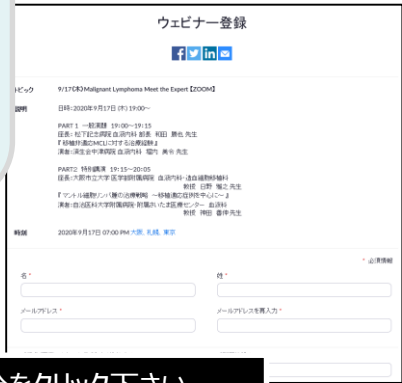 ウェビナー登録
トピック 9/17(木)Malignant Lymphoma Meet the Expert【ZOOM】
説明 日時:2020年9月17日 (木) 19:00～
PART 1 一般演題 19:00～19:15
座長: 松下記念病院 血液内科 部長 和田 勝也 先生
『移植非適応MCLに対する治療経験』
演者:済生会中津病院 血液内科 堀内 美令 先生
PART2 特別講演 19:15～20:05
座長:大阪市立大学 医学部附属病院 血液内科・造血細胞移植科
教授 日野 雅之 先生
『マントル細胞リンパ腫の治療戦略 ～移植適応症例を中心に～』
演者:自治医科大学附属病院・附属さいたま医療センター 血液科
教授 神田 善伸 先生
時刻 2020年9月17日 07:00 PM 大阪、札幌、東京
* 必須情報
名 * 姓 *
メールアドレス * メールアドレスを再入力 *
をクリック下さい